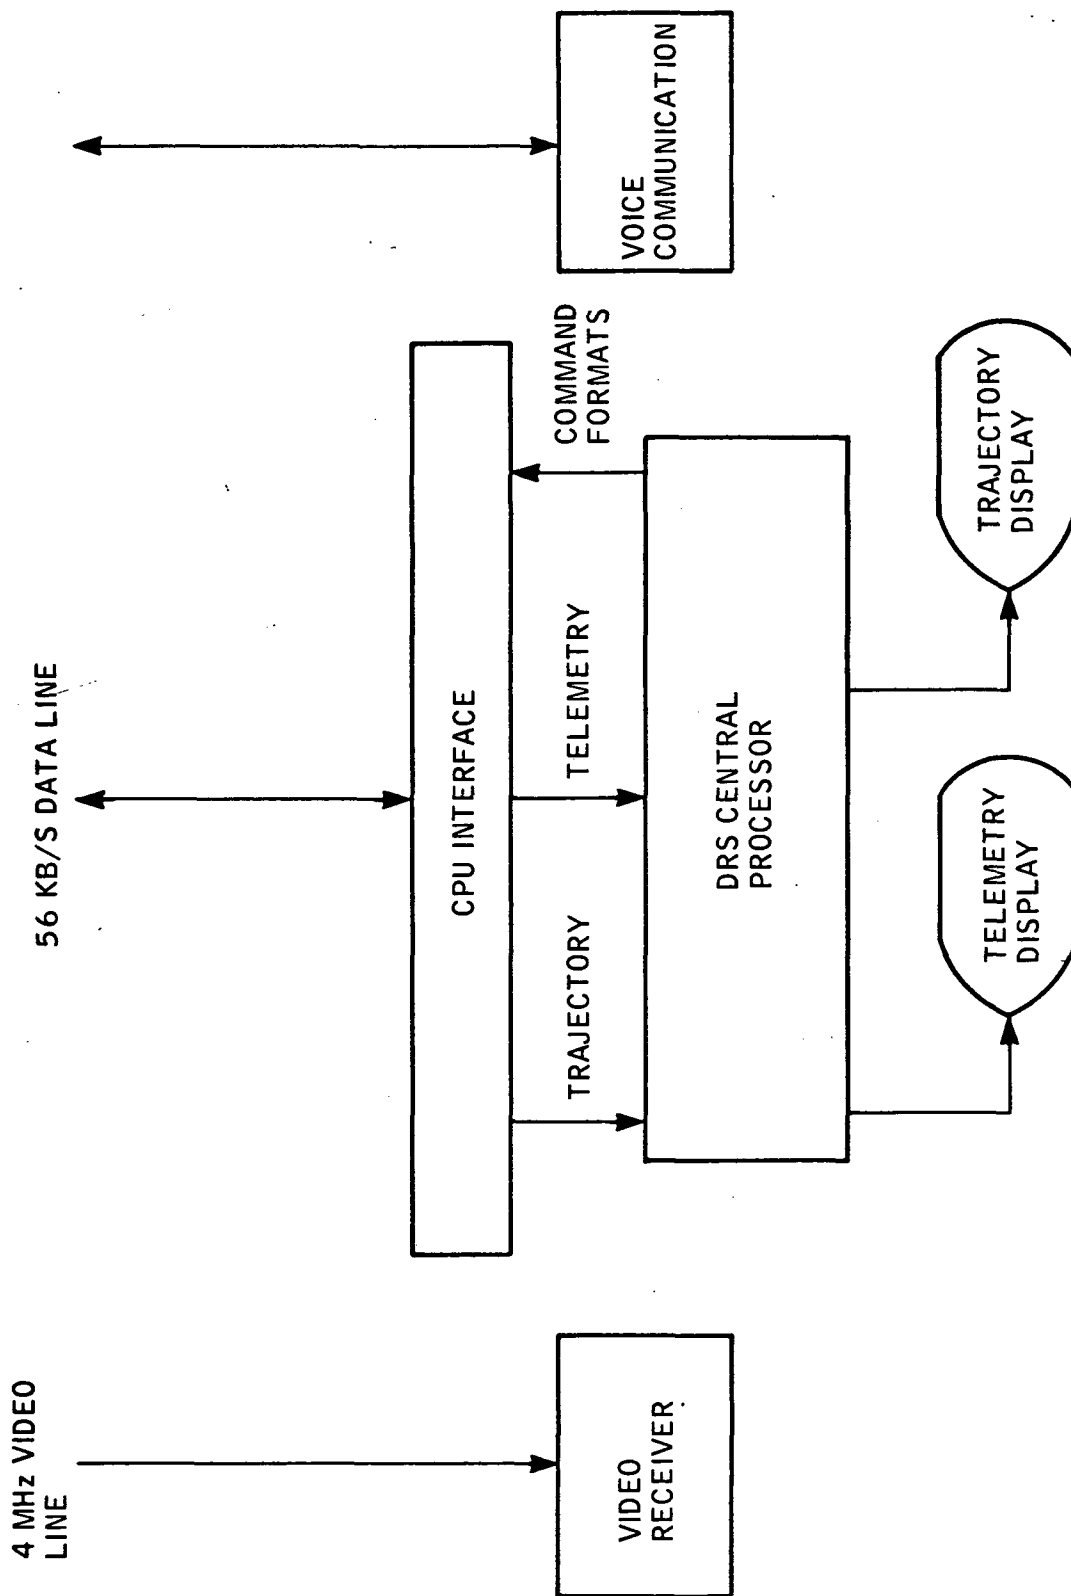 4 MHz VIDEO
LINE
56 KB/S DATA LINE
CPU INTERFACE
TRAJECTORY
TELEMETRY
COMMAND
FORMATS
VIDEO
RECEIVER
DRS CENTRAL
PROCESSOR
VOICE
COMMUNICATION
TELEMETRY
DISPLAY
TRAJECTORY
DISPLAY